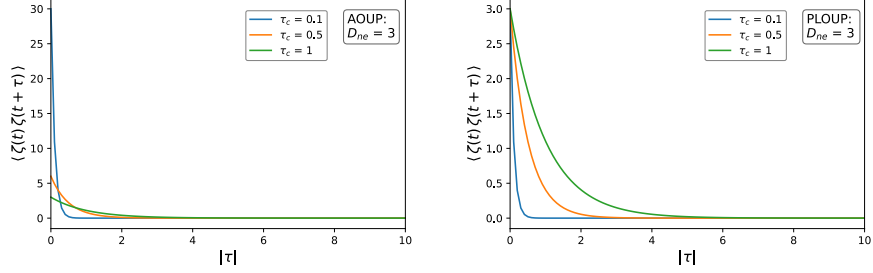 30
25
20
15
10
5
0
⟨ ζ(t) ζ(t + τ) ⟩
0 2 4 6 8 10
|τ|
τc = 0.1
τc = 0.5
τc = 1
AOUP:
Dne = 3
3.0
2.5
2.0
1.5
1.0
0.5
0.0
⟨ ζ(t) ζ(t + τ) ⟩
0 2 4 6 8 10
|τ|
τc = 0.1
τc = 0.5
τc = 1
PLOUP:
Dne = 3